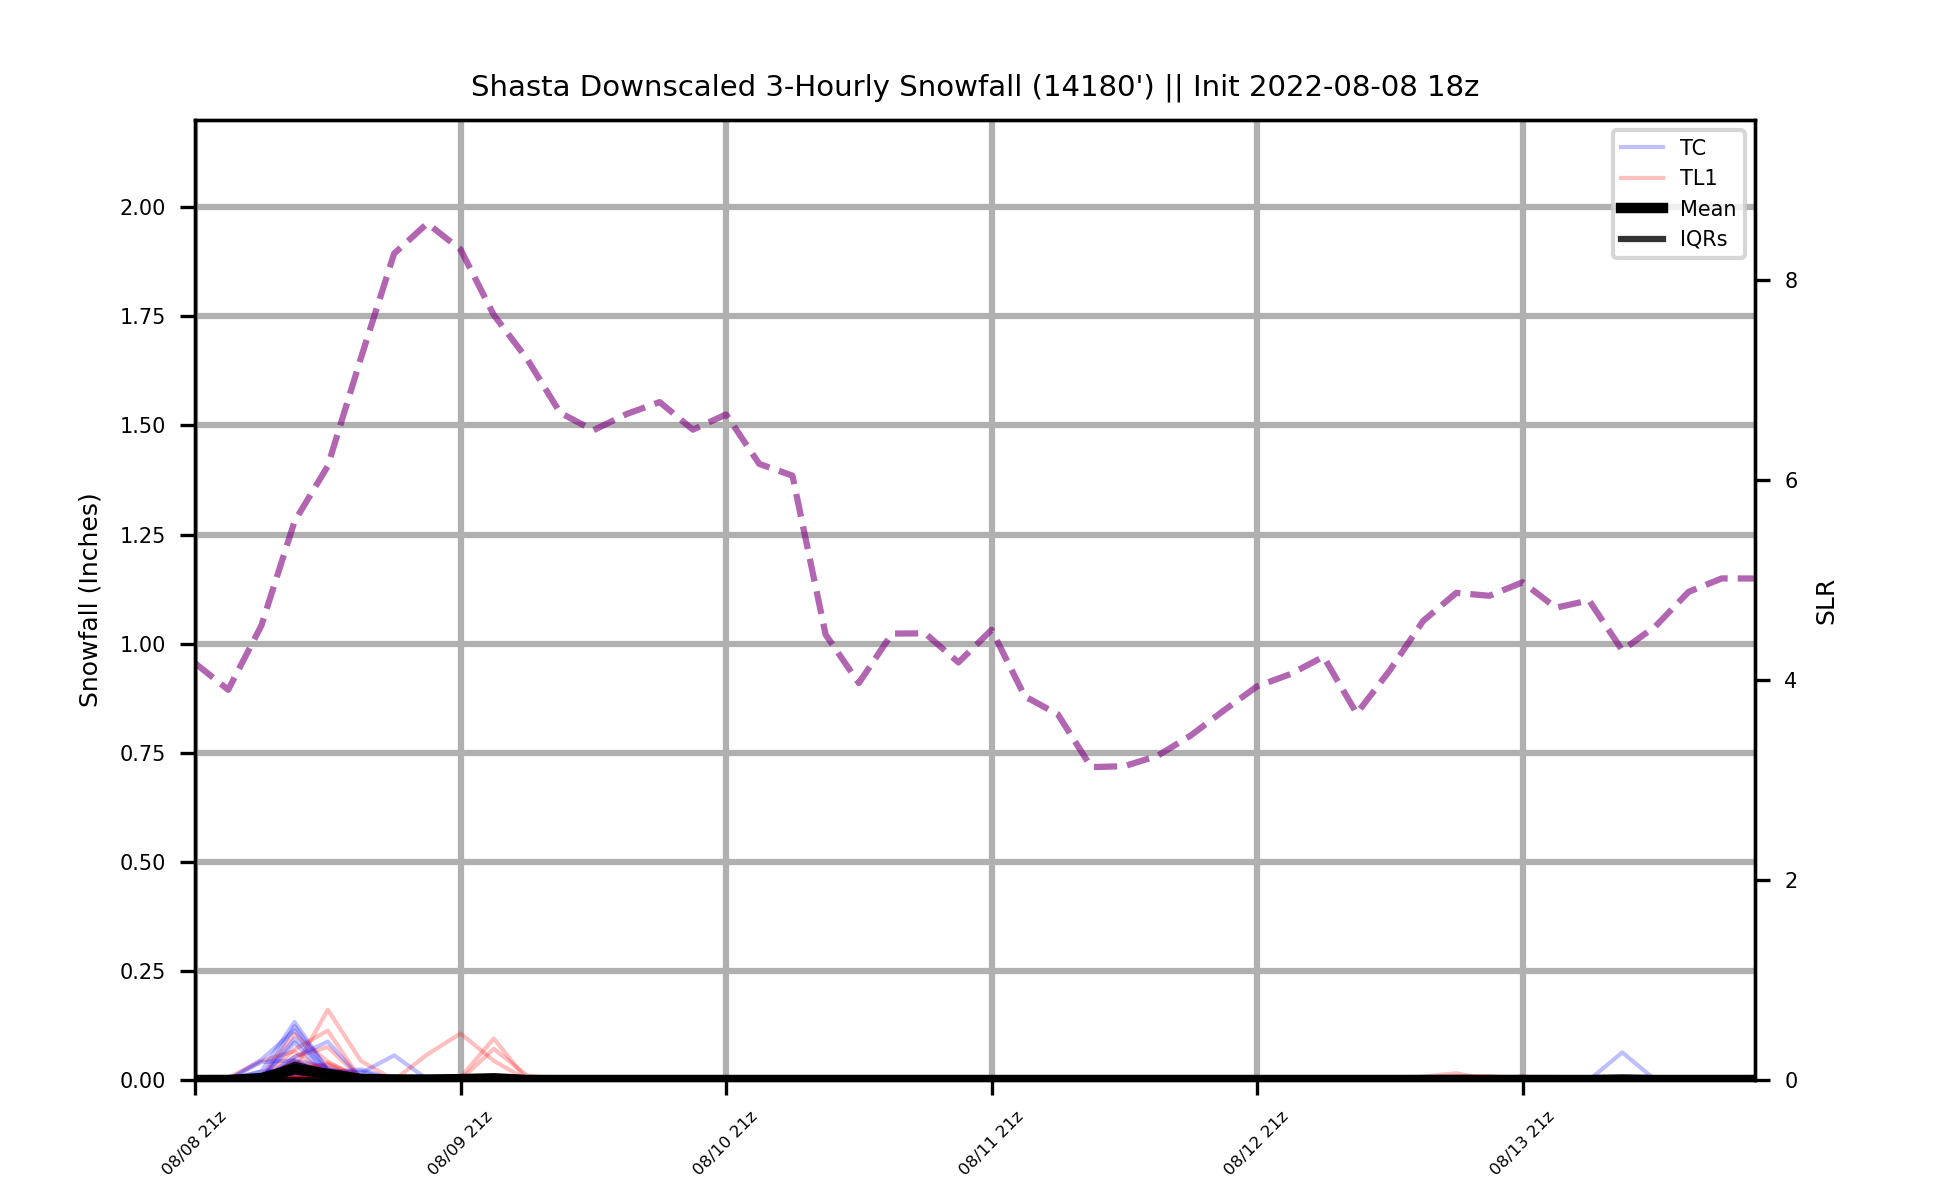 Shasta Downscaled 3-Hourly Snowfall (14180') || Init 2022-08-08 18z
TC
TL1
Mean
IQRs
Snowfall (Inches)
2.00
1.75
1.50
1.25
1.00
0.75
0.50
0.25
0.00
SLR
8
6
4
2
0
08/08 21z
08/09 21z
08/10 21z
08/11 21z
08/12 21z
08/13 21z